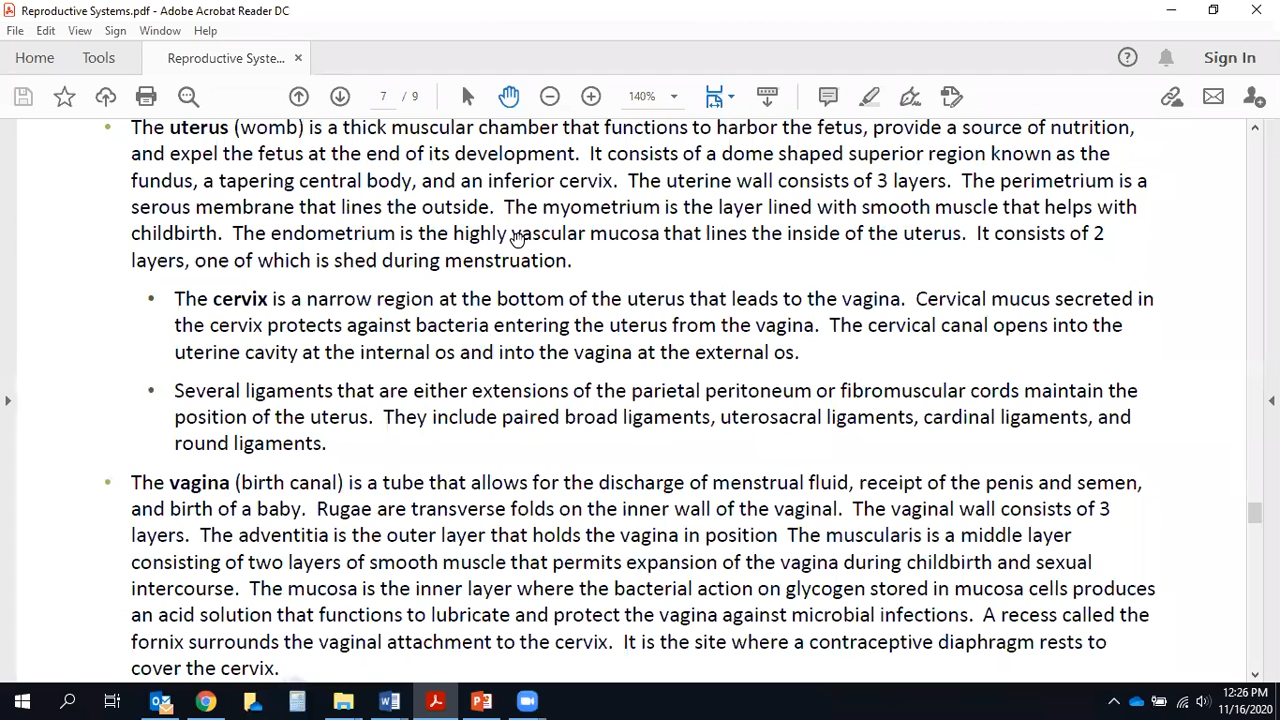 Reproductive Systems.pdf - Adobe Acrobat Reader DC
File Edit View Sign Window Help
Home Tools Reproductive Syste... ×
Sign In
7 / 9 140%
• The uterus (womb) is a thick muscular chamber that functions to harbor the fetus, provide a source of nutrition,
and expel the fetus at the end of its development. It consists of a dome shaped superior region known as the
fundus, a tapering central body, and an inferior cervix. The uterine wall consists of 3 layers. The perimetrium is a
serous membrane that lines the outside. The myometrium is the layer lined with smooth muscle that helps with
childbirth. The endometrium is the highly vascular mucosa that lines the inside of the uterus. It consists of 2
layers, one of which is shed during menstruation.
• The cervix is a narrow region at the bottom of the uterus that leads to the vagina. Cervical mucus secreted in
the cervix protects against bacteria entering the uterus from the vagina. The cervical canal opens into the
uterine cavity at the internal os and into the vagina at the external os.
• Several ligaments that are either extensions of the parietal peritoneum or fibromuscular cords maintain the
position of the uterus. They include paired broad ligaments, uterosacral ligaments, cardinal ligaments, and
round ligaments.
• The vagina (birth canal) is a tube that allows for the discharge of menstrual fluid, receipt of the penis and semen,
and birth of a baby. Rugae are transverse folds on the inner wall of the vaginal. The vaginal wall consists of 3
layers. The adventitia is the outer layer that holds the vagina in position The muscularis is a middle layer
consisting of two layers of smooth muscle that permits expansion of the vagina during childbirth and sexual
intercourse. The mucosa is the inner layer where the bacterial action on glycogen stored in mucosa cells produces
an acid solution that functions to lubricate and protect the vagina against microbial infections. A recess called the
fornix surrounds the vaginal attachment to the cervix. It is the site where a contraceptive diaphragm rests to
cover the cervix.
12:26 PM
11/16/2020